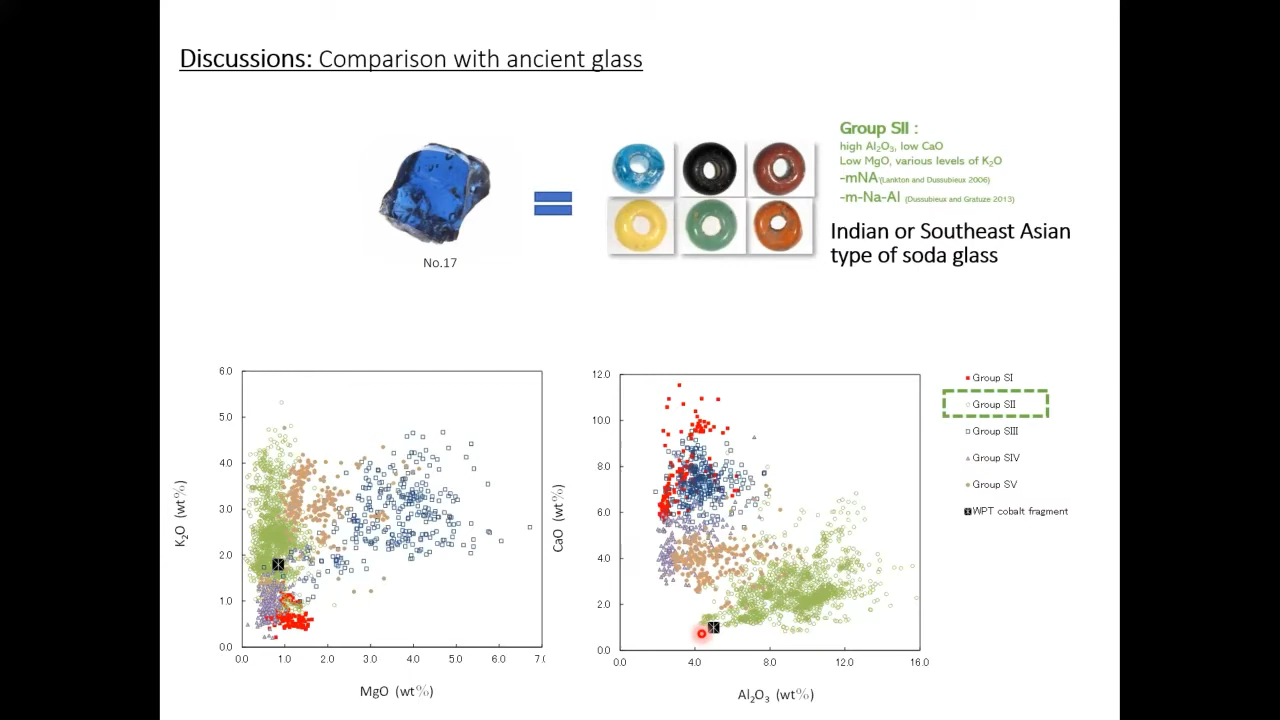 Discussions: Comparison with ancient glass
Group SII :
high Al₂O₃, low CaO
Low MgO, various levels of K₂O
-mNA (Lankton and Dussubieux 2006)
-m-Na-Al (Dussubieux and Gratuze 2013)
Indian or Southeast Asian
type of soda glass
No.17
6.0
5.0
4.0
3.0
2.0
1.0
0.0
K₂O (wt%)
0.0 1.0 2.0 3.0 4.0 5.0 6.0 7.(
MgO (wt%)
12.0
10.0
8.0
6.0
4.0
2.0
0.0
CaO (wt%)
0.0 4.0 8.0 12.0 16.0
Al₂O₃ (wt%)
Group SI
Group SII
Group SIII
Group SIV
Group SV
WPT cobalt fragment